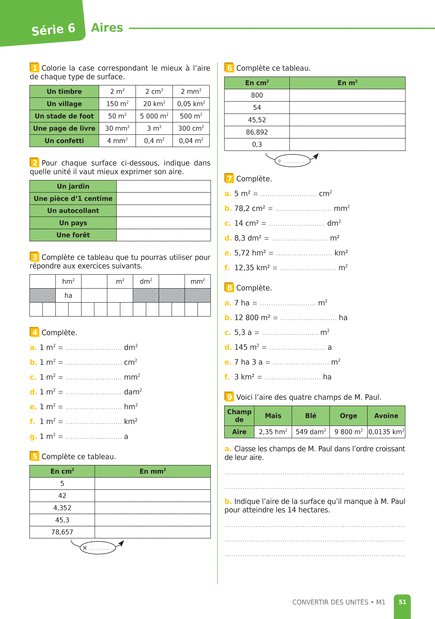 Série 6
Aires
1 Colorie la case correspondant le mieux à l'aire
de chaque type de surface.
Un timbre 2 m² 2 cm² 2 mm²
Un village 150 m² 20 km² 0,05 km²
Un stade de foot 50 m² 5 000 m² 500 m²
Une page de livre 30 mm² 3 m² 300 cm²
Un confetti 4 mm² 0,4 m² 0,04 m²
2 Pour chaque surface ci-dessous, indique dans
quelle unité il vaut mieux exprimer son aire.
Un jardin
Une pièce d'1 centime
Un autocollant
Un pays
Une forêt
3 Complète ce tableau que tu pourras utiliser pour
répondre aux exercices suivants.
hm² m² dm² mm²
ha
4 Complète.
a. 1 m² = ........................ dm²
b. 1 m² = ........................ cm²
c. 1 m² = ........................ mm²
d. 1 m² = ........................ dam²
e. 1 m² = ........................ hm²
f. 1 m² = ........................ km²
g. 1 m² = ........................ a
5 Complète ce tableau.
En cm² En mm²
5
42
4,352
45,3
78,657
× ..........
6 Complète ce tableau.
En cm² En m²
800
54
45,52
86,892
0,3
÷ ..........
7 Complète.
a. 5 m² = ........................ cm²
b. 78,2 cm² = ........................ mm²
c. 14 cm² = ........................ dm²
d. 8,3 dm² = ........................ m²
e. 5,72 hm² = ........................ km²
f. 12,35 km² = ........................ m²
8 Complète.
a. 7 ha = ........................ m²
b. 12 800 m² = ........................ ha
c. 5,3 a = ........................ m²
d. 145 m² = ........................ a
e. 7 ha 3 a = ........................ m²
f. 3 km² = ........................ ha
9 Voici l'aire des quatre champs de M. Paul.
Champ de Maïs Blé Orge Avoine
Aire 2,35 hm² 549 dam² 9 800 m² 0,0135 km²
a. Classe les champs de M. Paul dans l'ordre croissant
de leur aire.
b. Indique l'aire de la surface qu'il manque à M. Paul
pour atteindre les 14 hectares.
CONVERTIR DES UNITÉS • M1 51